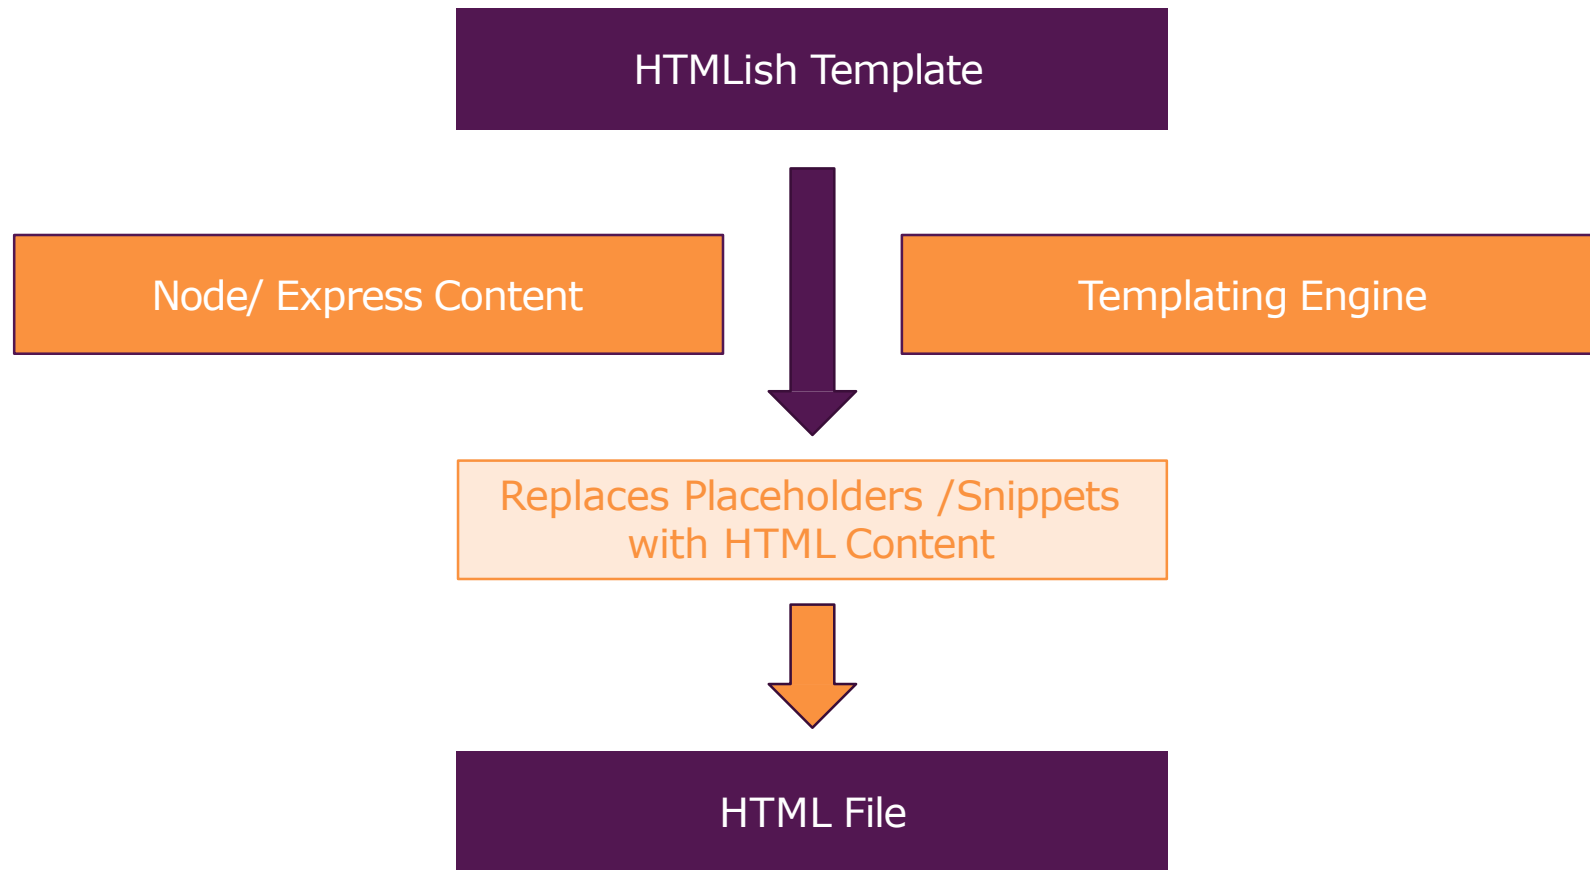 HTMLish Template
Node/ Express Content
Templating Engine
Replaces Placeholders /Snippets
with HTML Content
HTML File